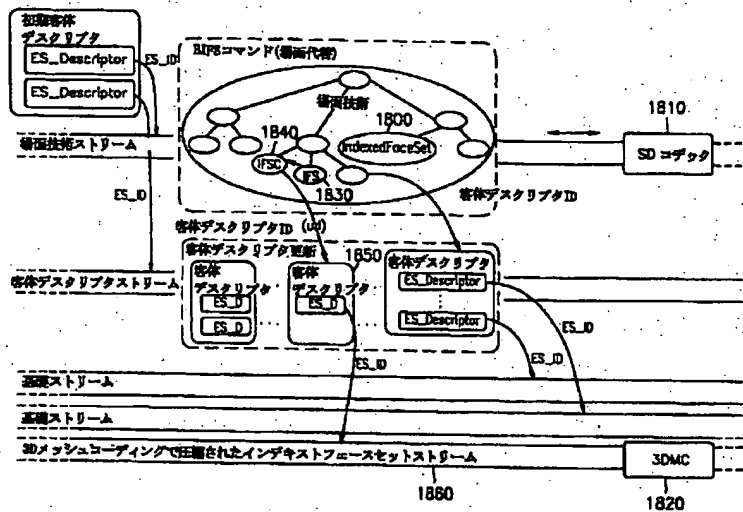 初期客体
デスクリプタ
ES_Descriptor
ES_Descriptor
ES_ID
BIFSコマンド(場面代替)
場面技術
1840
1800
IndexedFaceSet
IFSC
IFS
1830
1810
SD コデック
場面技術ストリーム
ES_ID
客体デスクリプタID
客体デスクリプタID (url)
客体デスクリプタ更新
1850
客体
デスクリプタ
ES_D
ES_D
客体
デスクリプタ
ES_D
客体デスクリプタ
ES_Descriptor
ES_Descriptor
客体デスクリプタストリーム
ES_ID
ES_ID
ES_ID
基礎ストリーム
基礎ストリーム
3Dメッシュコーディングで圧縮されたインデキストフェースセットストリーム
1860
3DMC
1820